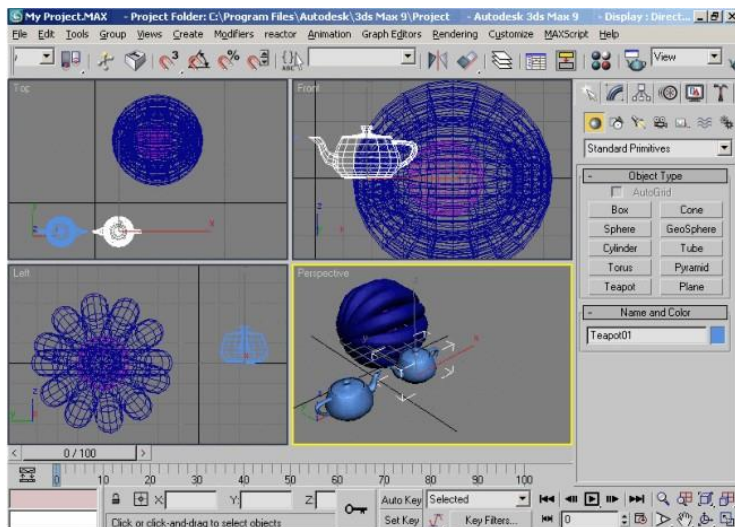 My Project.MAX - Project Folder: C:\Program Files\Autodesk\3ds Max 9\Project - Autodesk 3ds Max 9 - Display : Direct...
File Edit Tools Group Views Create Modifiers reactor Animation Graph Editors Rendering Customize MAXScript Help
View
Top
Front
Left
Perspective
Standard Primitives
- Object Type
AutoGrid
Box Cone
Sphere GeoSphere
Cylinder Tube
Torus Pyramid
Teapot Plane
- Name and Color
Teapot01
< 0 / 100 >
0 10 20 30 40 50 60 70 80 90 100
X: Y: Z:
Auto Key Selected
Click or click-and-drag to select objects
Set Key Key Filters... 0